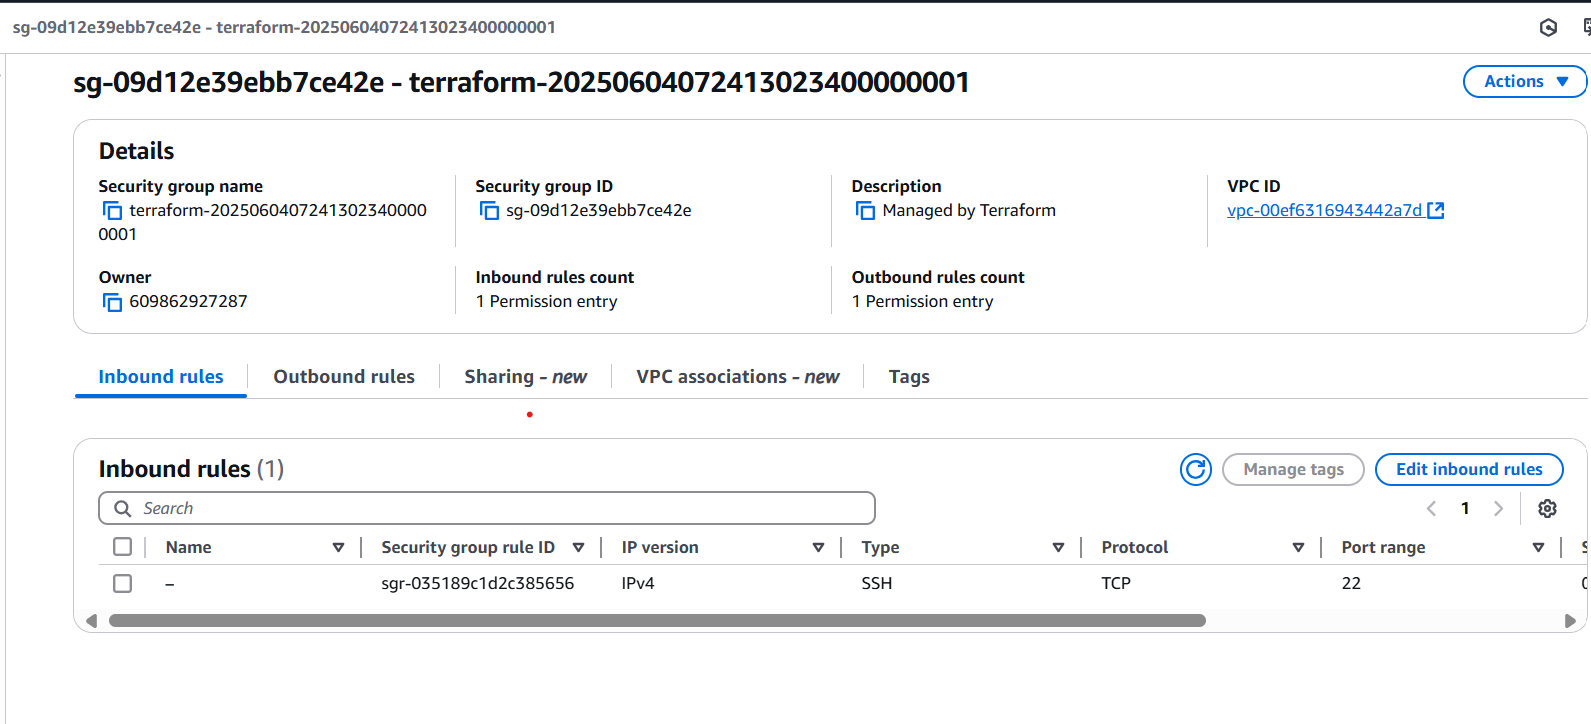 sg-09d12e39ebb7ce42e - terraform-20250604072413023400000001
sg-09d12e39ebb7ce42e - terraform-20250604072413023400000001
Actions
Details
Security group name
terraform-2025060407241302340000
0001
Security group ID
sg-09d12e39ebb7ce42e
Description
Managed by Terraform
VPC ID
vpc-00ef6316943442a7d
Owner
609862927287
Inbound rules count
1 Permission entry
Outbound rules count
1 Permission entry
Inbound rules Outbound rules Sharing - new VPC associations - new Tags
Inbound rules (1)
Manage tags Edit inbound rules
Search
1
Name Security group rule ID IP version Type Protocol Port range
– sgr-035189c1d2c385656 IPv4 SSH TCP 22